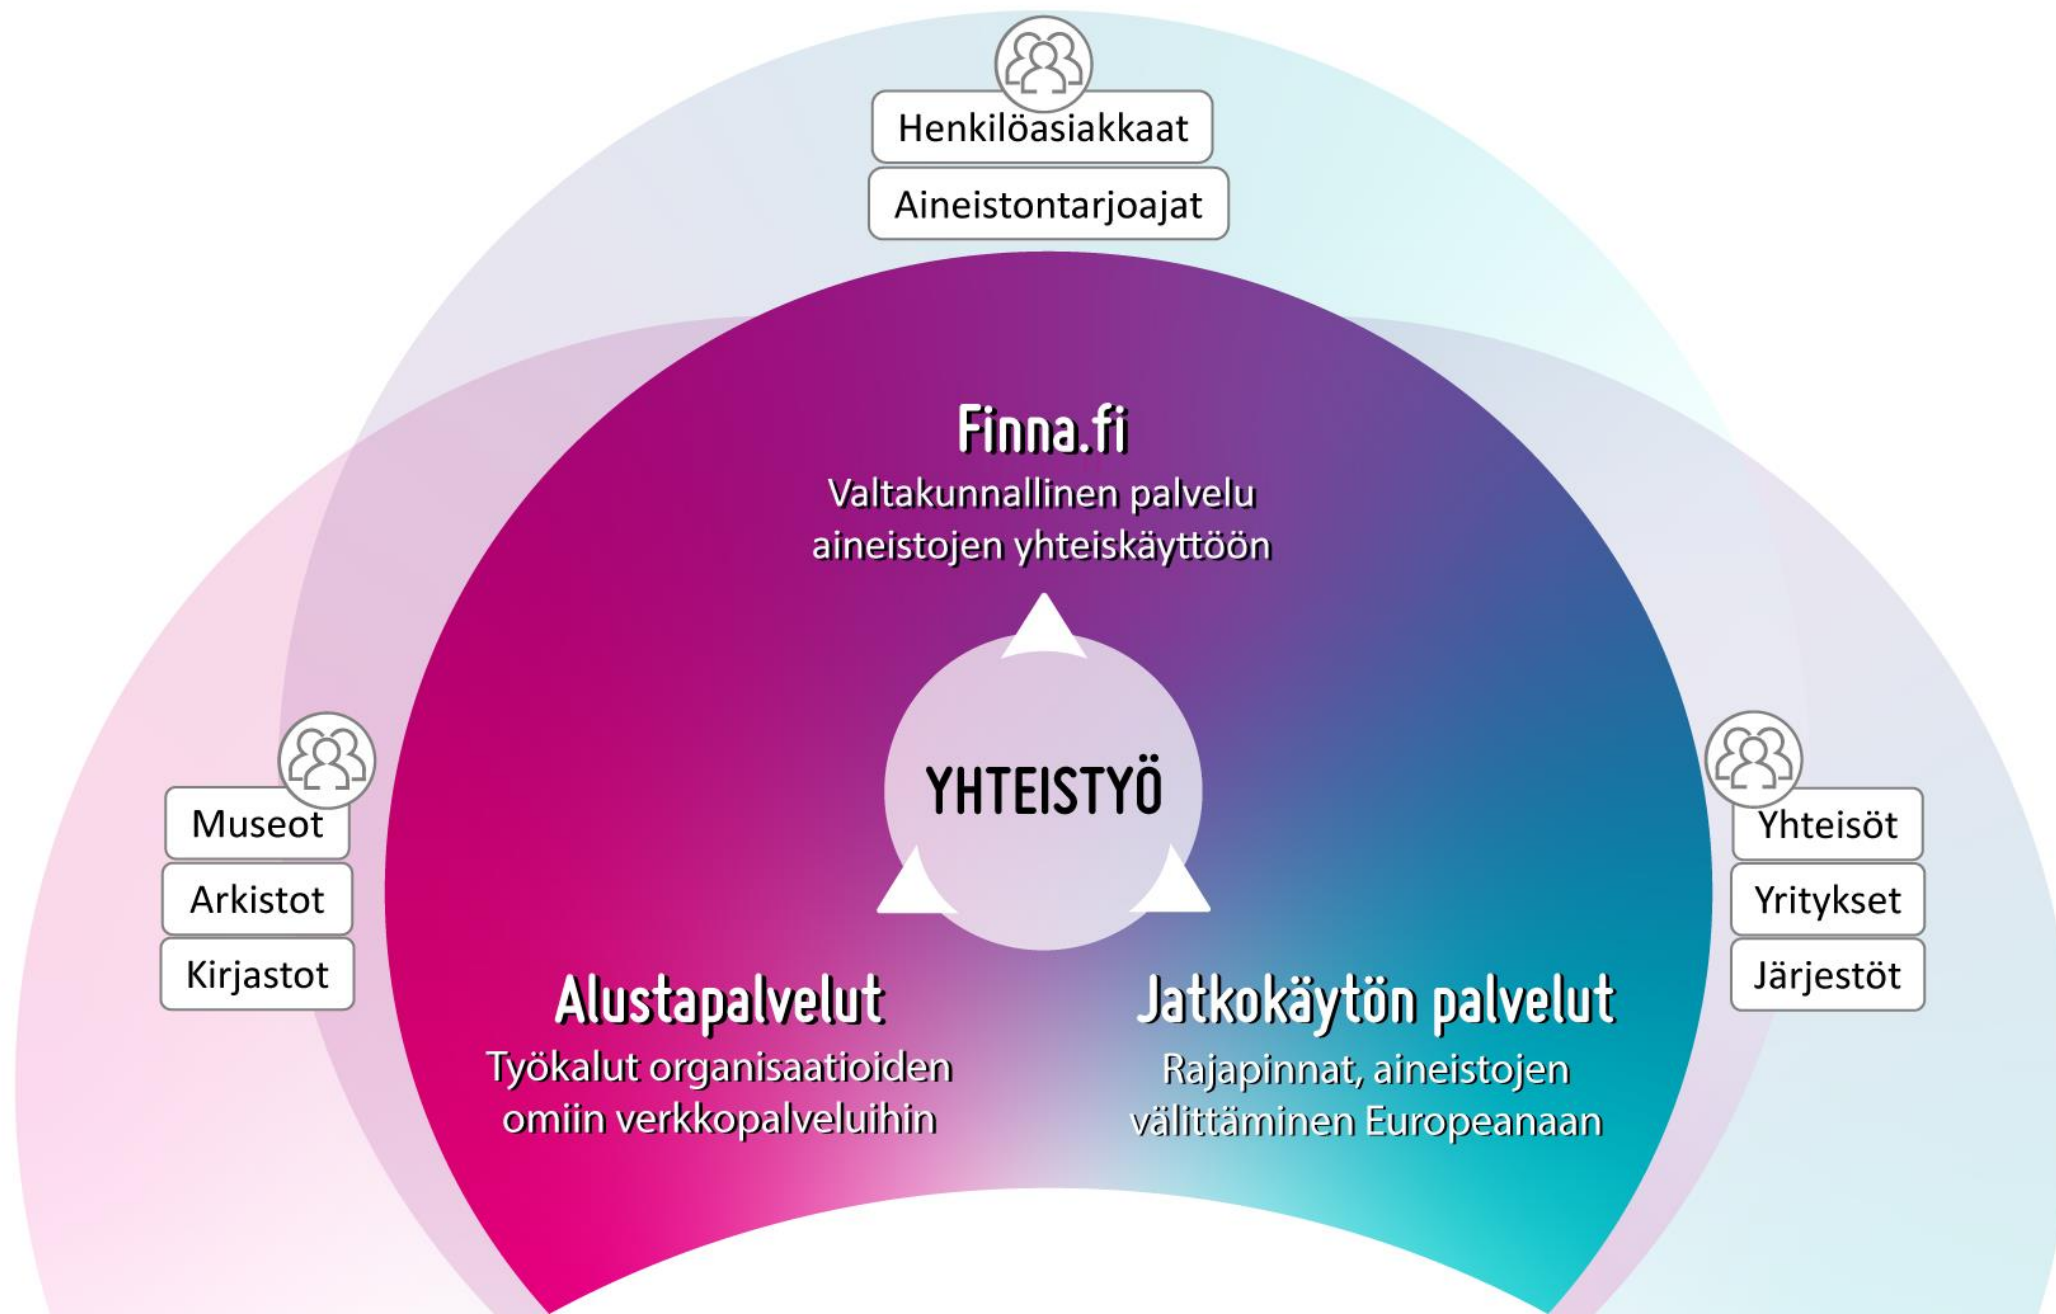 Henkilöasiakkaat
Aineistontarjoajat
Finna.fi
Valtakunnallinen palvelu
aineistojen yhteiskäyttöön
YHTEISTYÖ
Museot
Arkistot
Kirjastot
Yhteisöt
Yritykset
Järjestöt
Alustapalvelut
Työkalut organisaatioiden
omiin verkkopalveluihin
Jatkokäytön palvelut
Rajapinnat, aineistojen
välittäminen Europeanaan